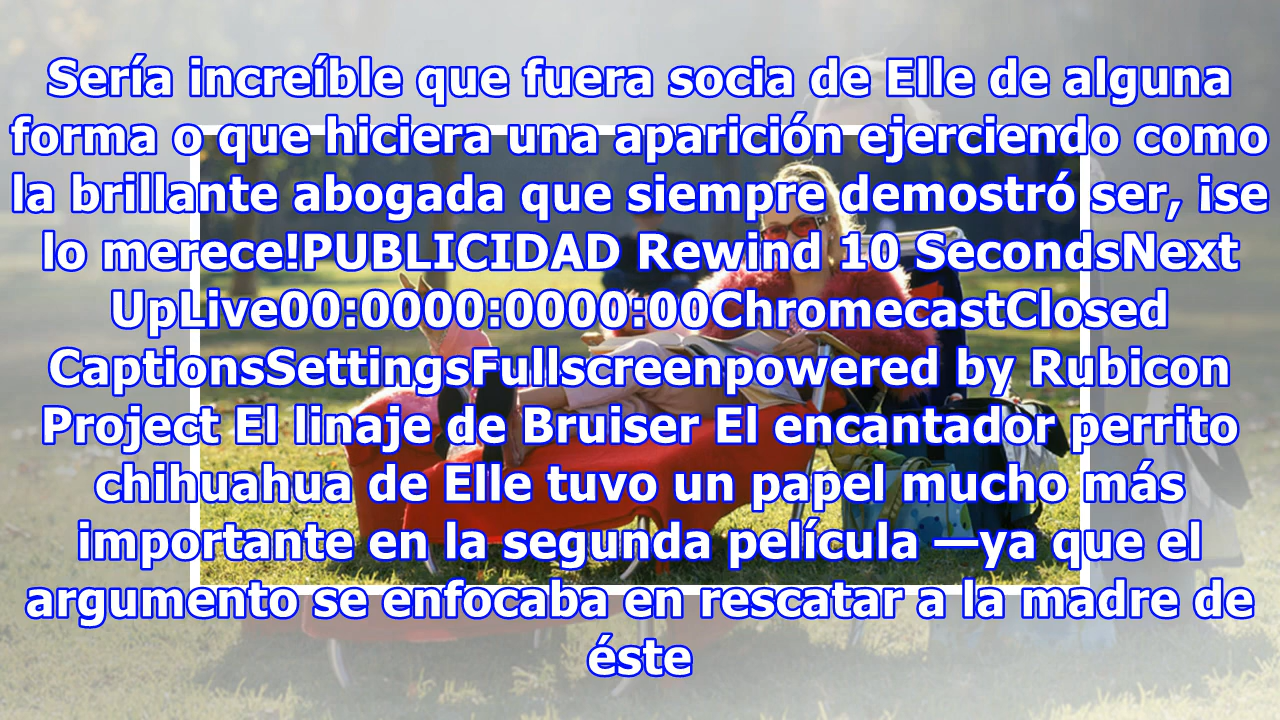 Sería increíble que fuera socia de Elle de alguna
forma o que hiciera una aparición ejerciendo como
la brillante abogada que siempre demostró ser, ¡se
lo merece!PUBLICIDAD Rewind 10 SecondsNext
UpLive00:0000:0000:00ChromecastClosed
CaptionsSettingsFullscreenpowered by Rubicon
Project El linaje de Bruiser El encantador perrito
chihuahua de Elle tuvo un papel mucho más
importante en la segunda película —ya que el
argumento se enfocaba en rescatar a la madre de
éste